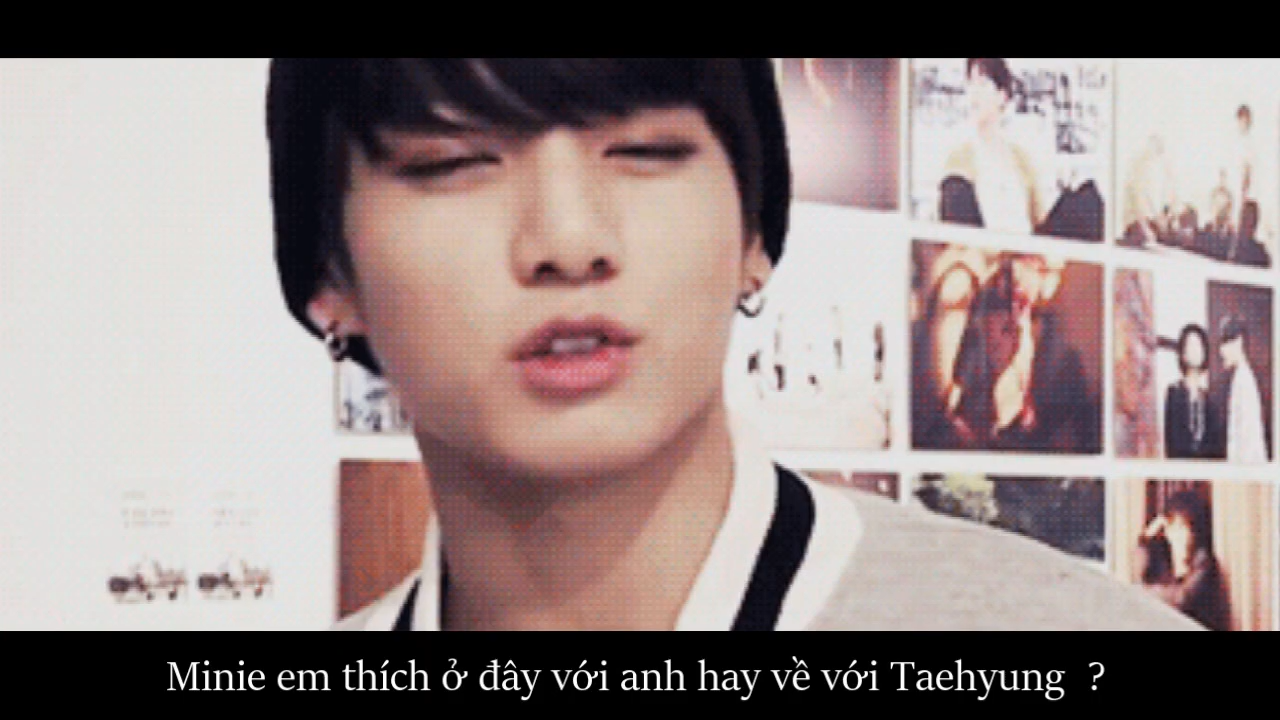 Minie em thích ở đây với anh hay về với Taehyung ?